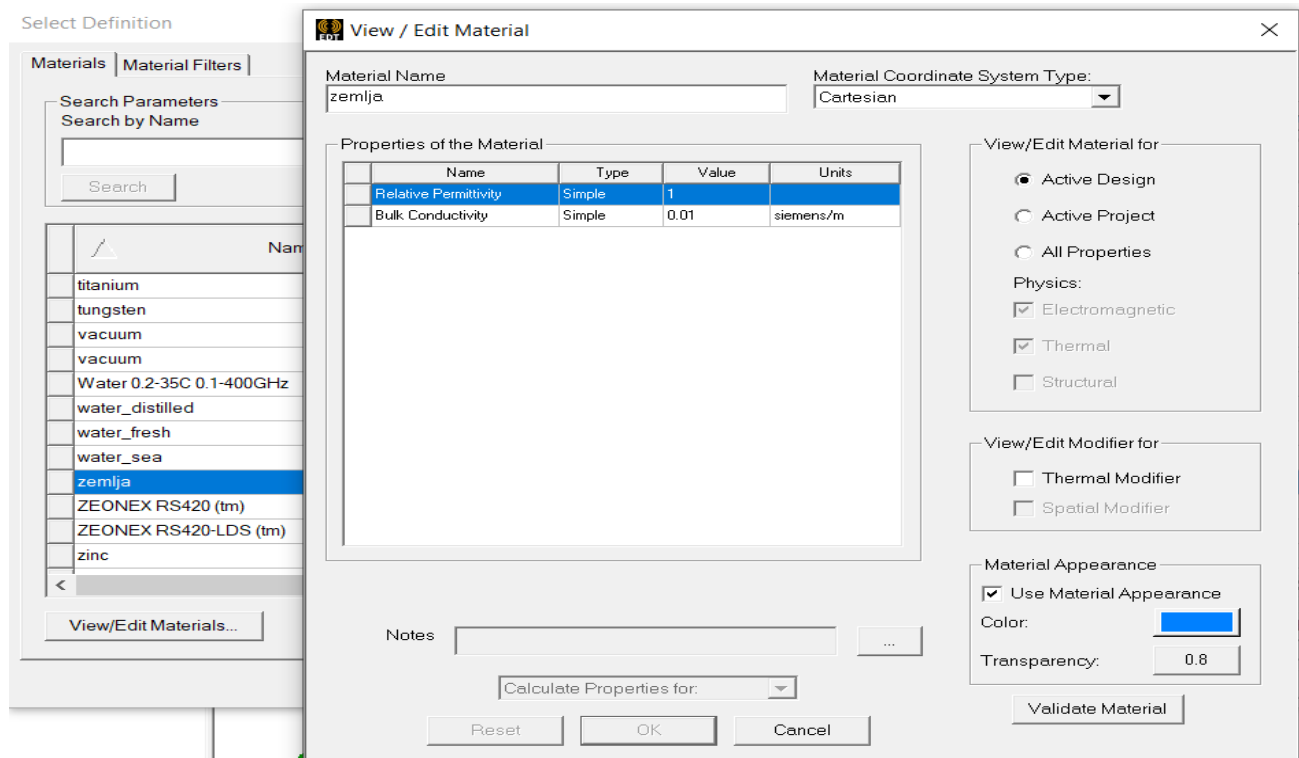 Select Definition
Materials
Material Filters
Search Parameters
Search by Name
Search
Nam
titanium
tungsten
vacuum
vacuum
Water 0.2-35C 0.1-400GHz
water_distilled
water_fresh
water_sea
zemlja
ZEONEX RS420 (tm)
ZEONEX RS420-LDS (tm)
zinc
View/Edit Materials...
EDT
View / Edit Material
Material Name
zemlja
Material Coordinate System Type:
Cartesian
Properties of the Material
Name Type Value Units
Relative Permittivity Simple 1
Bulk Conductivity Simple 0.01 siemens/m
View/Edit Material for
Active Design
Active Project
All Properties
Physics:
Electromagnetic
Thermal
Structural
View/Edit Modifier for
Thermal Modifier
Spatial Modifier
Material Appearance
Use Material Appearance
Color:
Transparency: 0.8
Notes ...
Calculate Properties for:
Validate Material
Reset OK Cancel